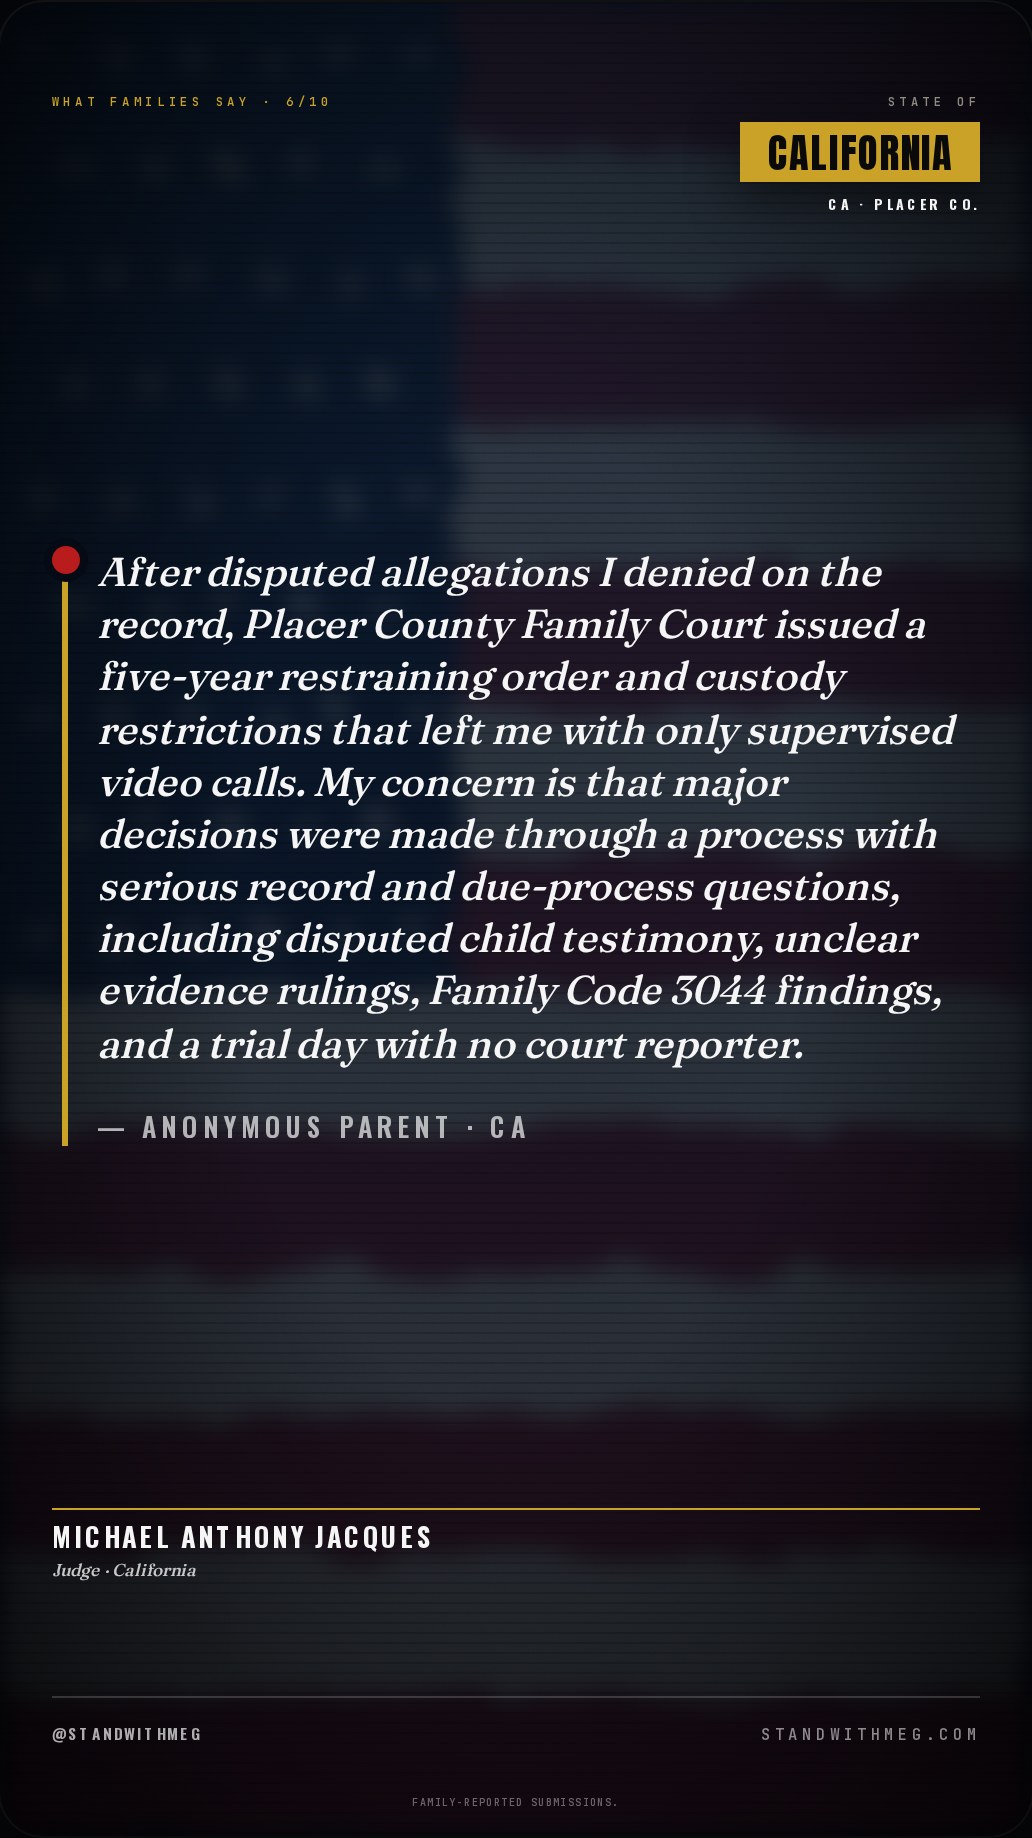 WHAT FAMILIES SAY · 6/10
STATE OF
CALIFORNIA
CA · PLACER CO.
After disputed allegations I denied on the
record, Placer County Family Court issued a
five-year restraining order and custody
restrictions that left me with only supervised
video calls. My concern is that major
decisions were made through a process with
serious record and due-process questions,
including disputed child testimony, unclear
evidence rulings, Family Code 3044 findings,
and a trial day with no court reporter.
— ANONYMOUS PARENT · CA
MICHAEL ANTHONY JACQUES
Judge · California
@STANDWITHMEG
STANDWITHMEG.COM
FAMILY-REPORTED SUBMISSIONS.